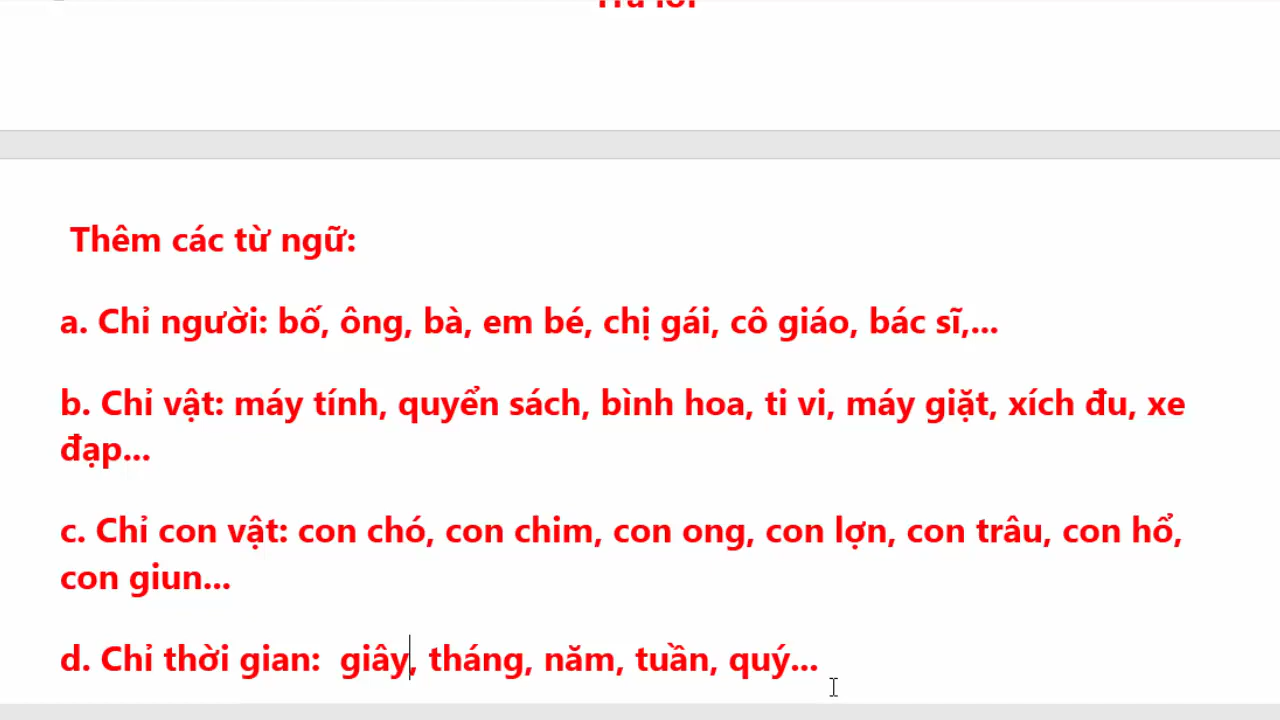 Thêm các từ ngữ:
a. Chỉ người: bố, ông, bà, em bé, chị gái, cô giáo, bác sĩ,...
b. Chỉ vật: máy tính, quyển sách, bình hoa, ti vi, máy giặt, xích đu, xe
đạp...
c. Chỉ con vật: con chó, con chim, con ong, con lợn, con trâu, con hổ,
con giun...
d. Chỉ thời gian:  giây, tháng, năm, tuần, quý...